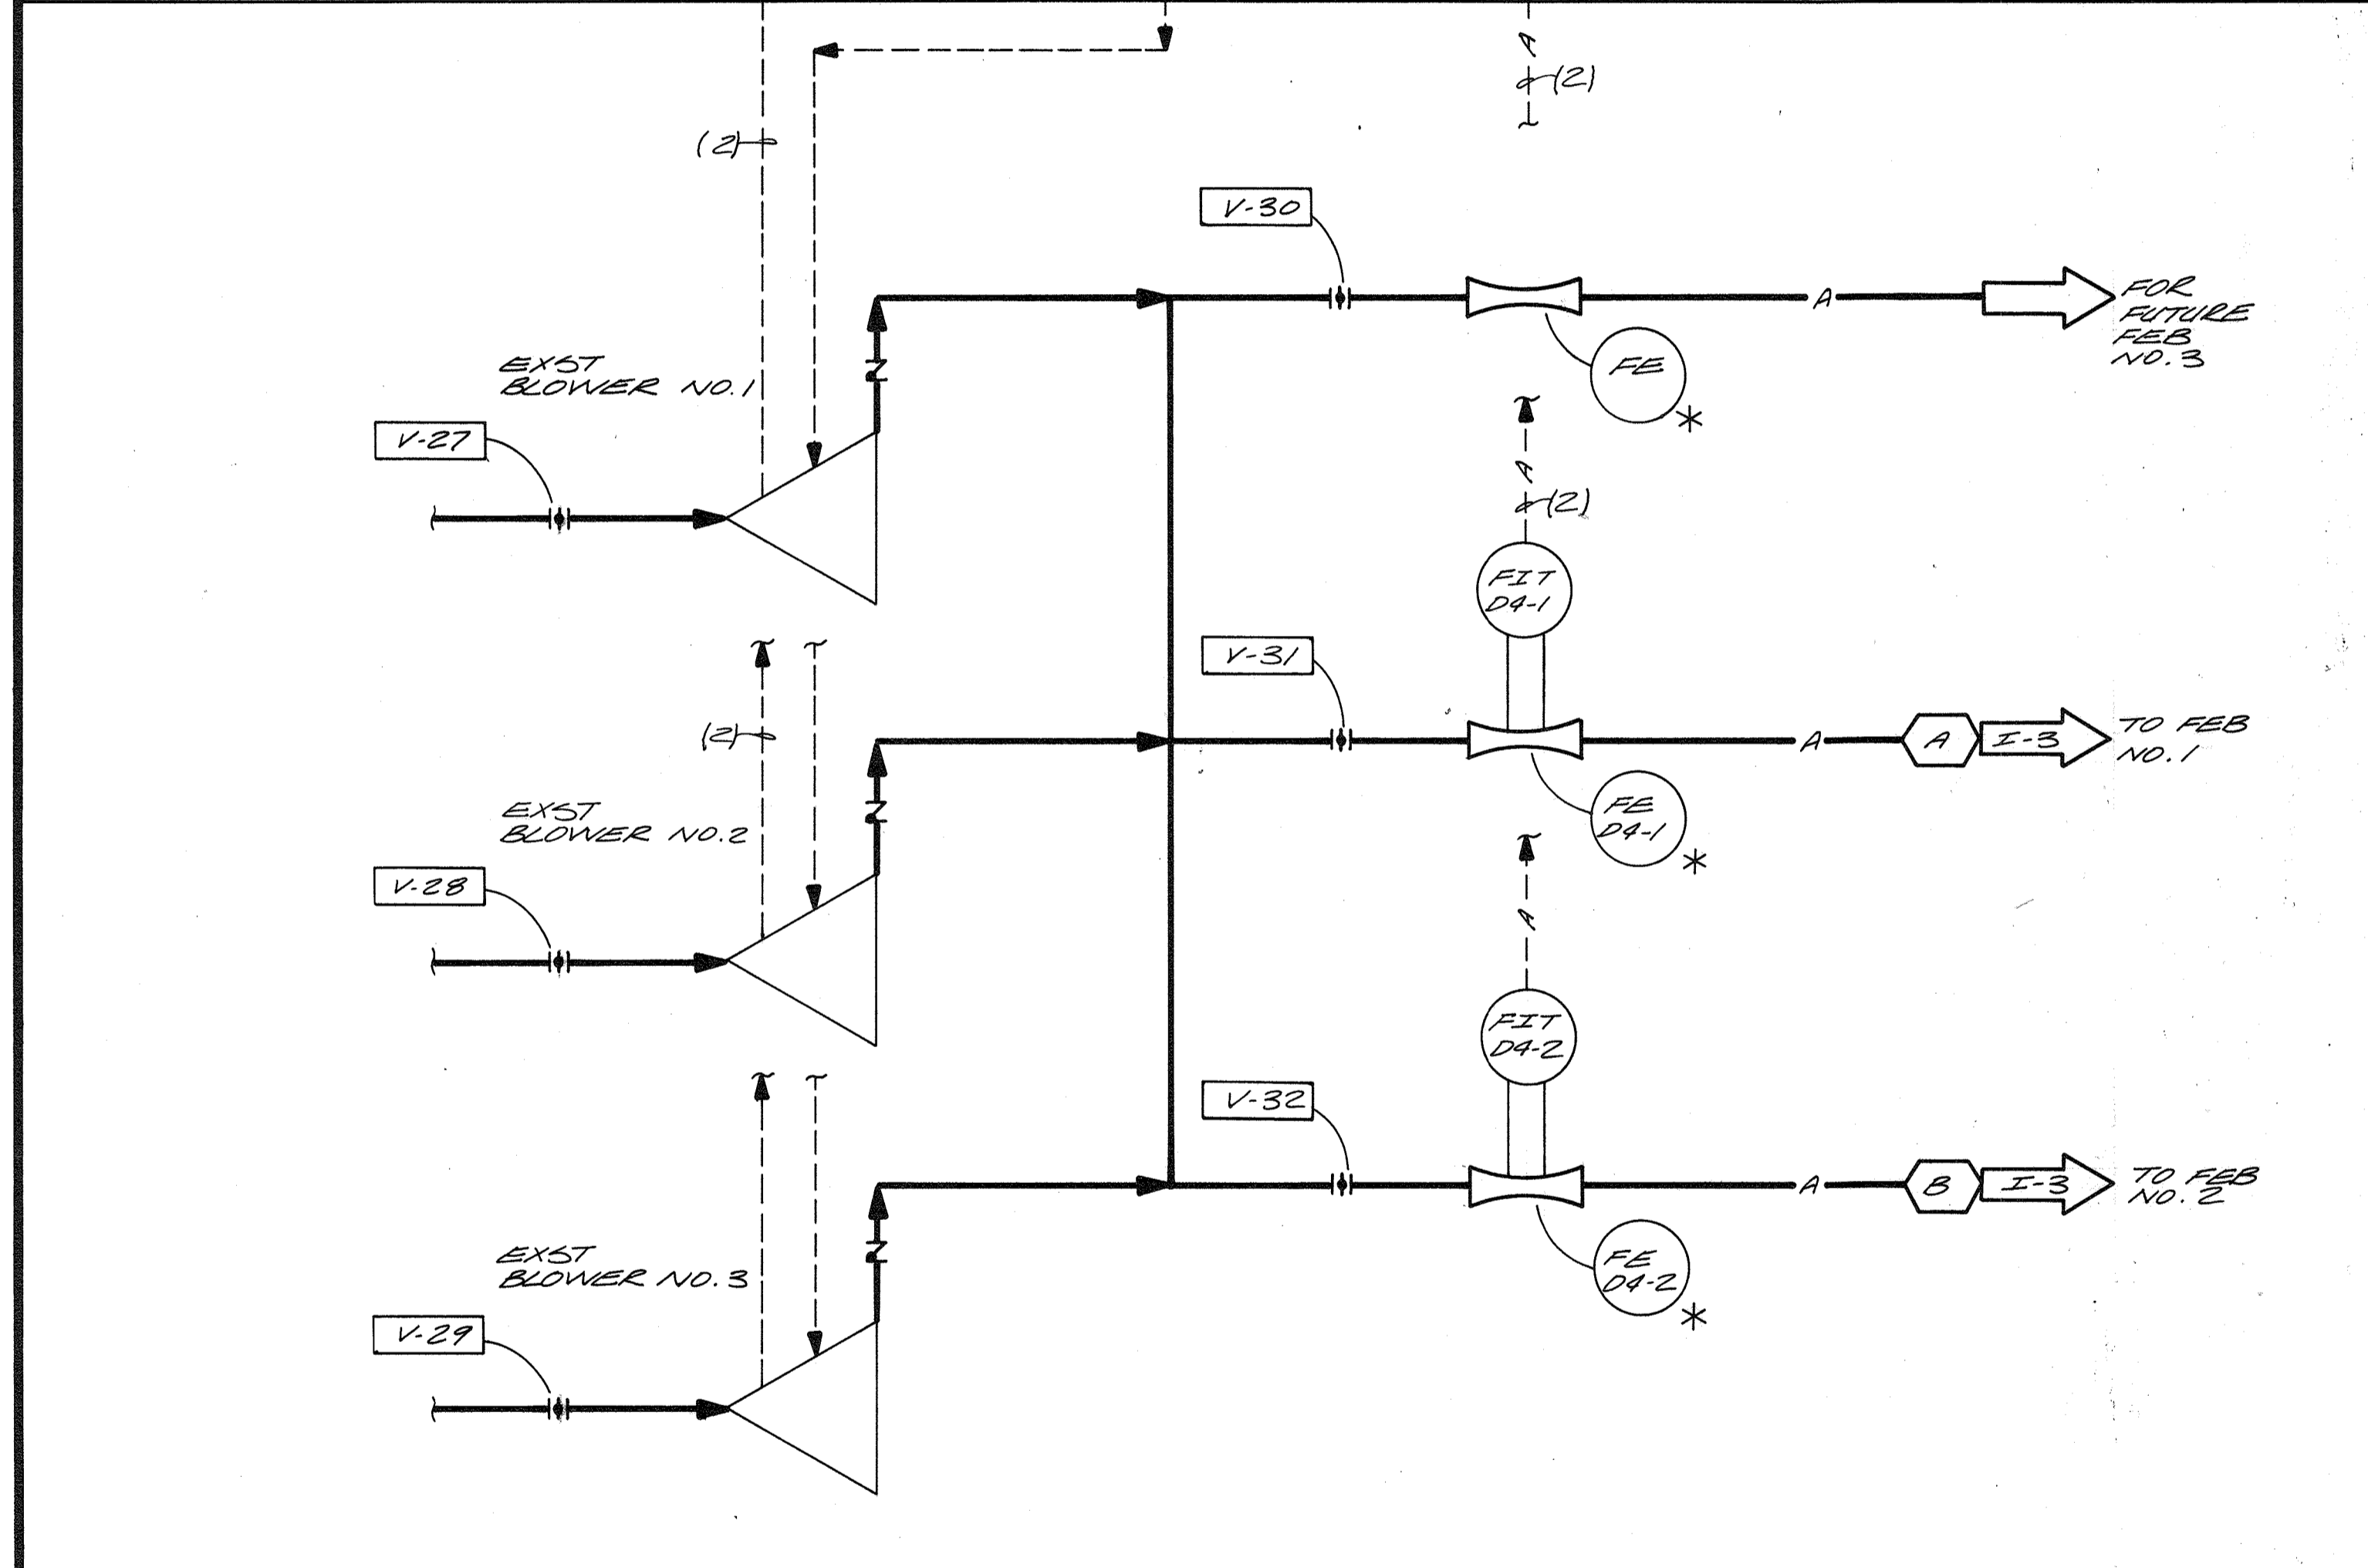 A
(2)
(2)
V-30
A
FOR
FUTURE
FEB
NO.3
EXST
BLOWER NO.1
FE
*
V-27
A
(2)
FIT
D4-1
V-31
(2)
A
A
I-3
TO FEB
NO.1
EXST
BLOWER NO.2
FE
D4-1
*
V-28
A
FIT
D4-2
V-32
A
B
I-3
TO FEB
NO.2
EXST
BLOWER NO.3
FE
D4-2
*
V-29